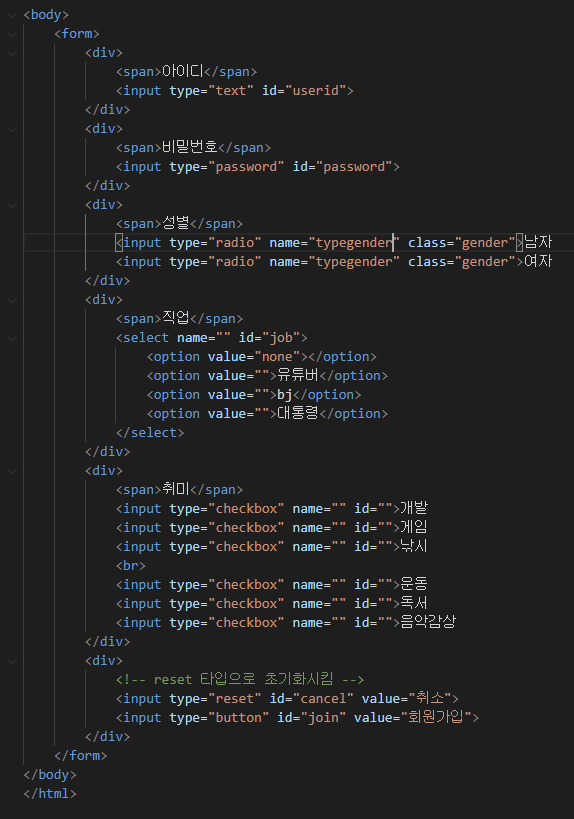 <body>
<form>
<div>
<span>아이디</span>
<input type="text" id="userid">
</div>
<div>
<span>비밀번호</span>
<input type="password" id="password">
</div>
<div>
<span>성별</span>
<input type="radio" name="typegender" class="gender">남자
<input type="radio" name="typegender" class="gender">여자
</div>
<div>
<span>직업</span>
<select name="" id="job">
<option value="none"></option>
<option value="">유튜버</option>
<option value="">bj</option>
<option value="">대통령</option>
</select>
</div>
<div>
<span>취미</span>
<input type="checkbox" name="" id="">개발
<input type="checkbox" name="" id="">게임
<input type="checkbox" name="" id="">낚시
<br>
<input type="checkbox" name="" id="">운동
<input type="checkbox" name="" id="">독서
<input type="checkbox" name="" id="">음악감상
</div>
<div>
<!-- reset 타입으로 초기화시킴 -->
<input type="reset" id="cancel" value="취소">
<input type="button" id="join" value="회원가입">
</div>
</form>
</body>
</html>